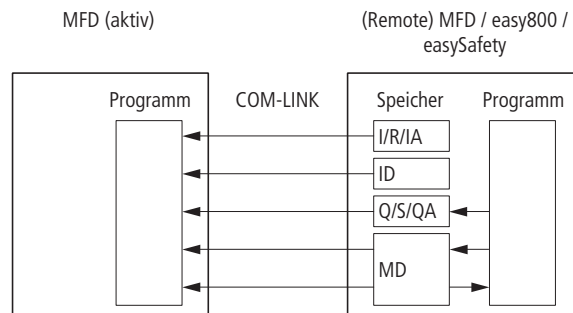 MFD (aktiv)
(Remote) MFD / easy800 /
easySafety
Programm
COM-LINK
Speicher
Programm
I/R/IA
ID
Q/S/QA
MD